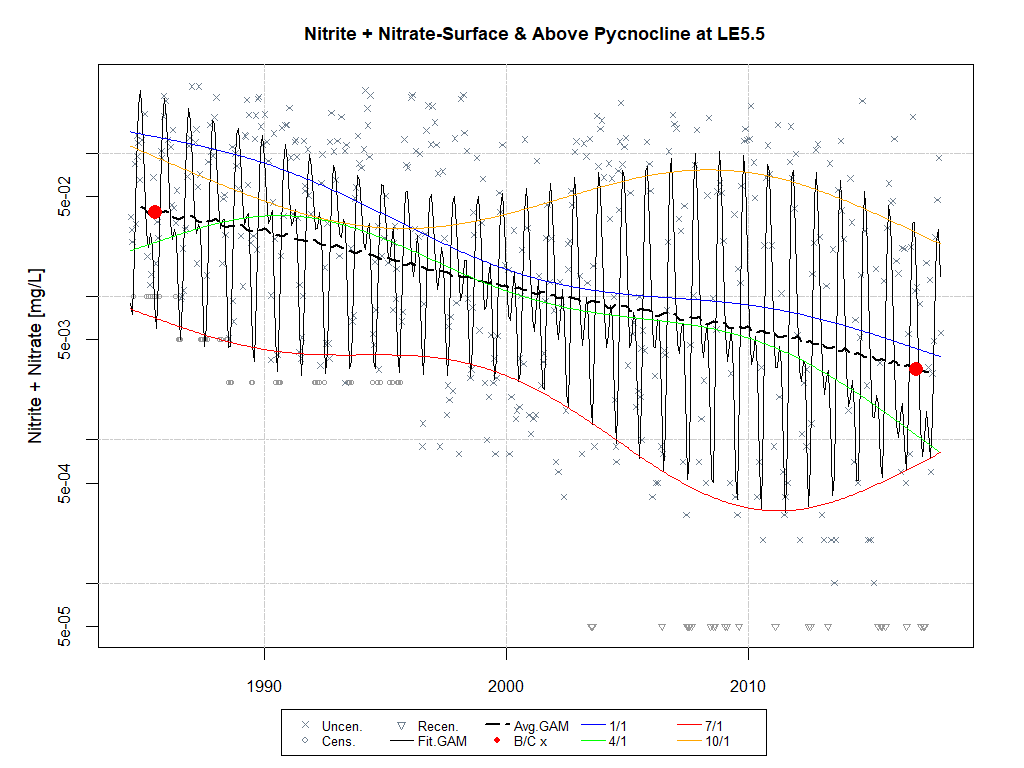 Nitrite + Nitrate-Surface & Above Pycnocline at LE5.5
Nitrite + Nitrate [mg/L]
5e-02
5e-03
5e-04
5e-05
1990 2000 2010
Uncen. Recen. Avg.GAM 1/1 7/1
Cens. Fit.GAM B/C x 4/1 10/1